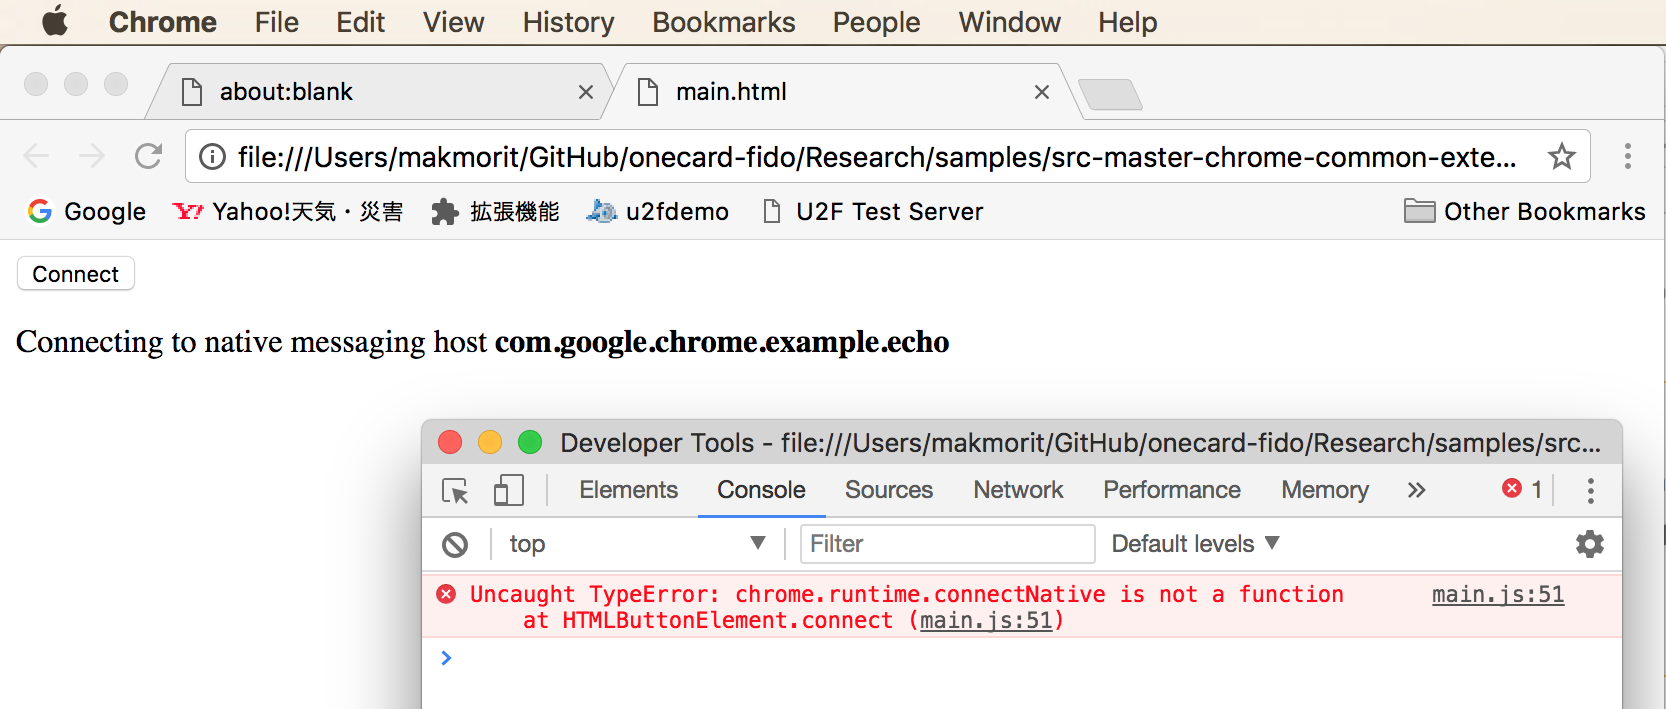 Chrome File Edit View History Bookmarks People Window Help
about:blank main.html
file:///Users/makmorit/GitHub/onecard-fido/Research/samples/src-master-chrome-common-exte...
Google Yahoo!天気・災害 拡張機能 u2fdemo U2F Test Server Other Bookmarks
Connect
Connecting to native messaging host com.google.chrome.example.echo
Developer Tools - file:///Users/makmorit/GitHub/onecard-fido/Research/samples/src...
Elements Console Sources Network Performance Memory » 1
top Filter Default levels
Uncaught TypeError: chrome.runtime.connectNative is not a function main.js:51
at HTMLButtonElement.connect (main.js:51)